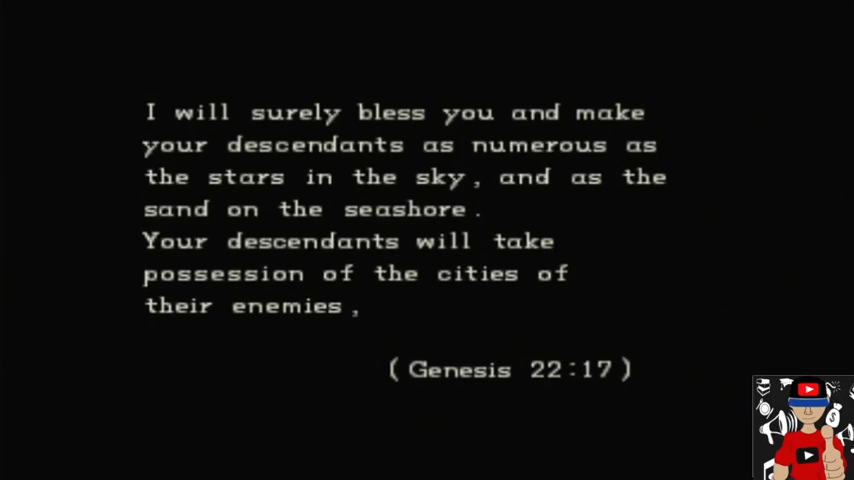 I will surely bless you and make
your descendants as numerous as
the stars in the sky, and as the
sand on the seashore.
Your descendants will take
possession of the cities of
their enemies,
(Genesis 22:17)